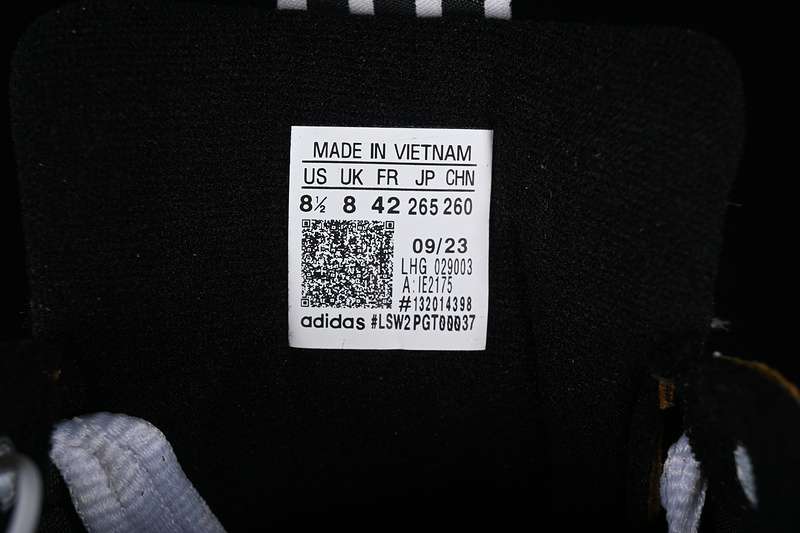 MADE IN VIETNAM
US UK FR JP CHN
8½ 8 42 265 260
09/23
LHG 029003
A:IE2175
#132014398
adidas #LSW2PGT00037